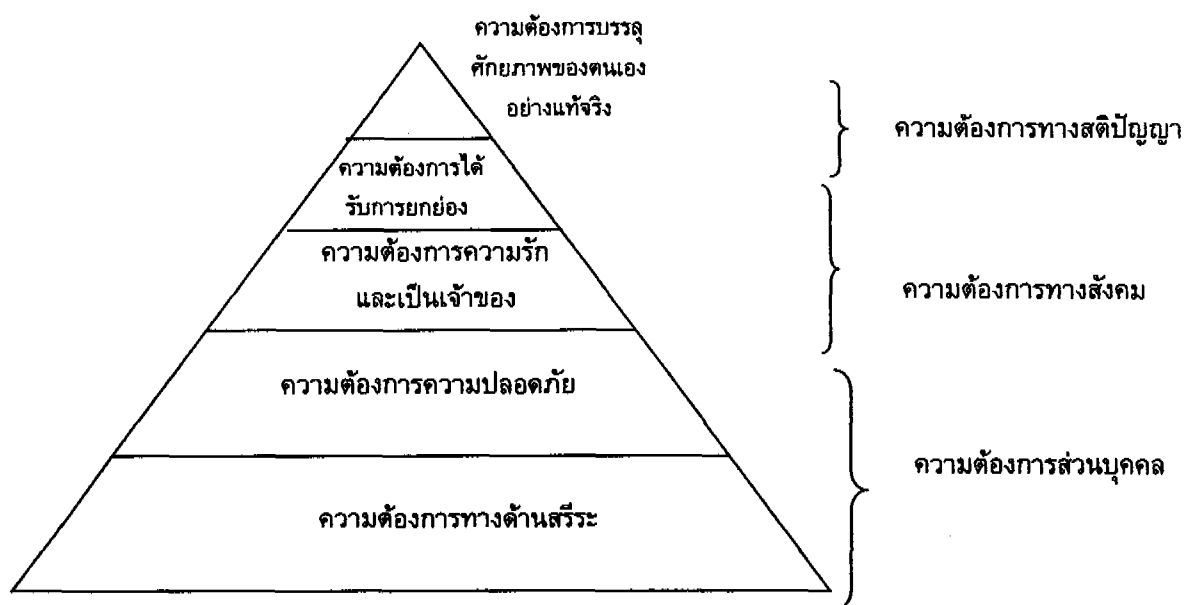 ความต้องการบรรลุ
ศักยภาพของตนเอง
อย่างแท้จริง
ความต้องการทางสติปัญญา
ความต้องการได้
รับการยกย่อง
ความต้องการความรัก
และเป็นเจ้าของ
ความต้องการทางสังคม
ความต้องการความปลอดภัย
ความต้องการส่วนบุคคล
ความต้องการทางด้านสรีระ